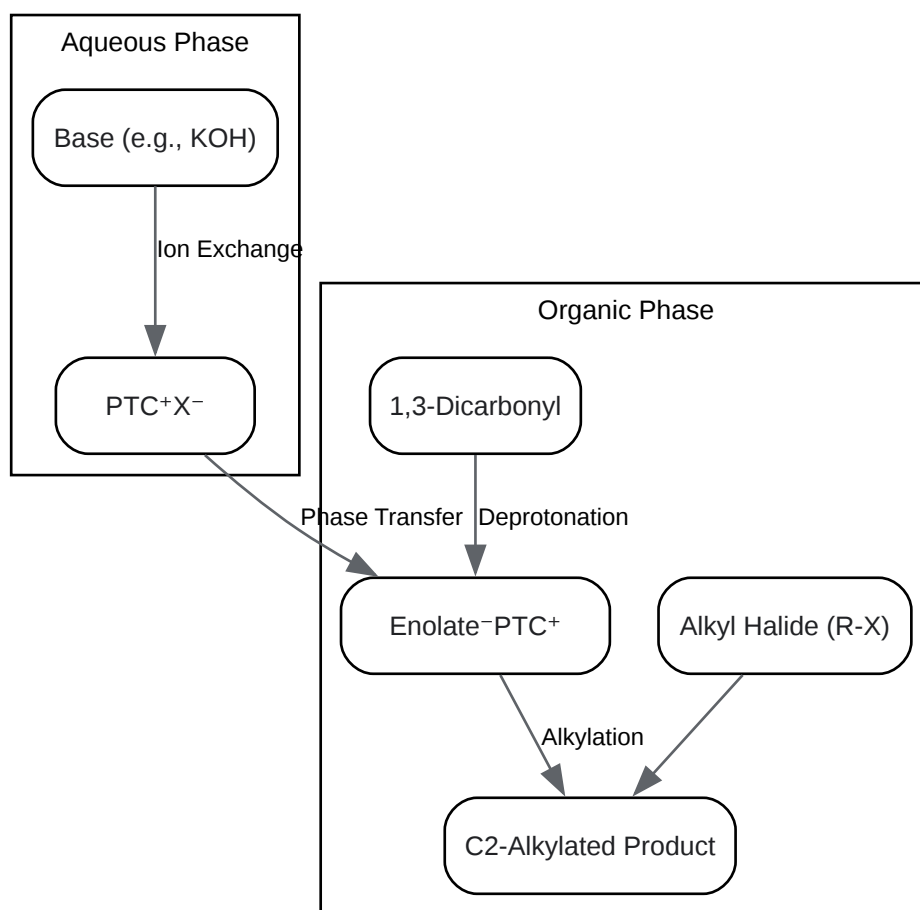 Aqueous Phase
Base (e.g., KOH)
Ion Exchange
PTC⁺X⁻
Organic Phase
1,3-Dicarbonyl
Phase Transfer
Deprotonation
Enolate⁻PTC⁺
Alkyl Halide (R-X)
Alkylation
C2-Alkylated Product